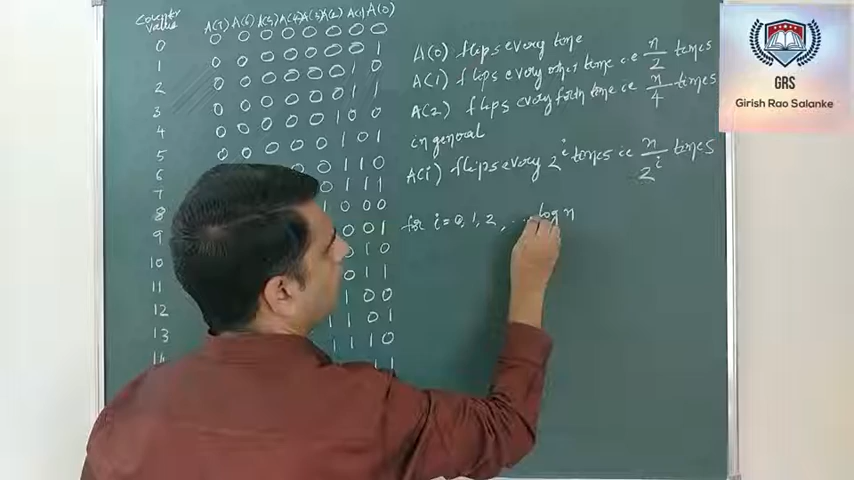 Counter value A(7) A(6) A(5) A(4) A(3) A(2) A(1) A(0)
0 0 0 0 0 0 0 0 0
1 0 0 0 0 0 0 0 1
2 0 0 0 0 0 0 1 0
3 0 0 0 0 0 0 1 1
4 0 0 0 0 0 1 0 0
5 0 0 0 0 0 1 0 1
6 0 0 1 1 0
7 1 1 1
8 1 0 0 0
9 0 0 1
10 0 1 0
11 0 1 1
12 1 0 0
13 1 1 0 1
14 1 1 1 0
1 1
A(0) flips every time
A(1) flips every other time i.e n/2 times
A(2) flips every forth time i.e n/4 times
in general
A(i) flips every 2^i times i.e n/2^i times
for i = 0, 1, 2, ... log n
GRS
Girish Rao Salanke